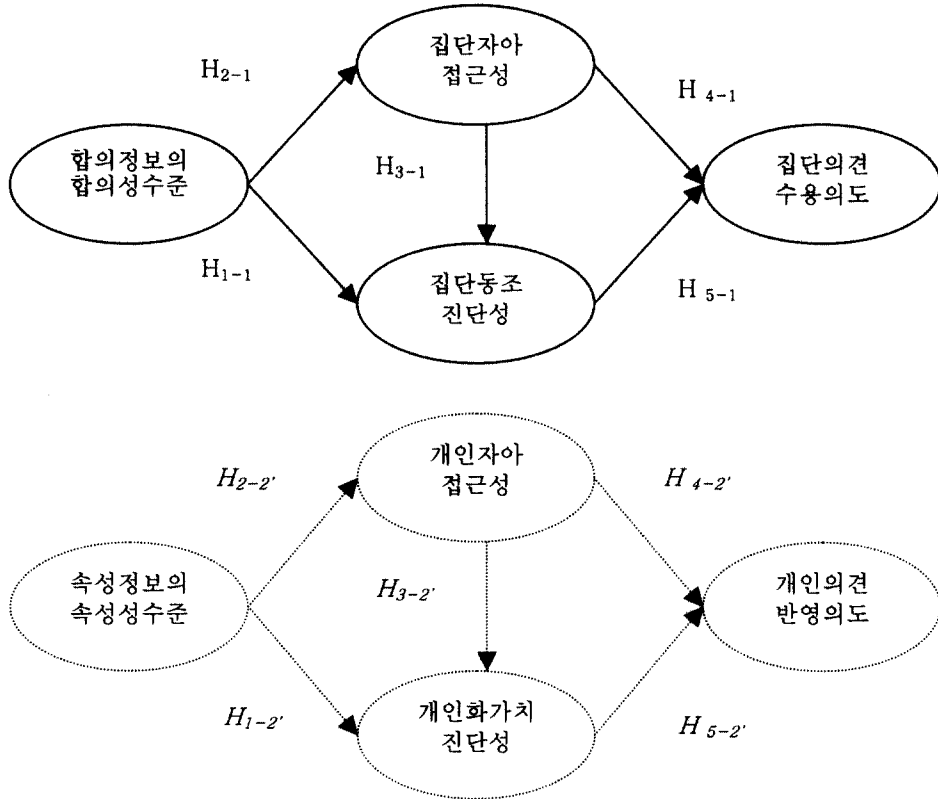 집단자아
접근성
H2-1
H 4-1
합의정보의
합의성수준
H3-1
집단의견
수용의도
H1-1
집단동조
진단성
H 5-1
개인자아
접근성
H2-2'
H 4-2'
속성정보의
속성성수준
H3-2'
개인의견
반영의도
H1-2'
개인화가치
진단성
H 5-2'